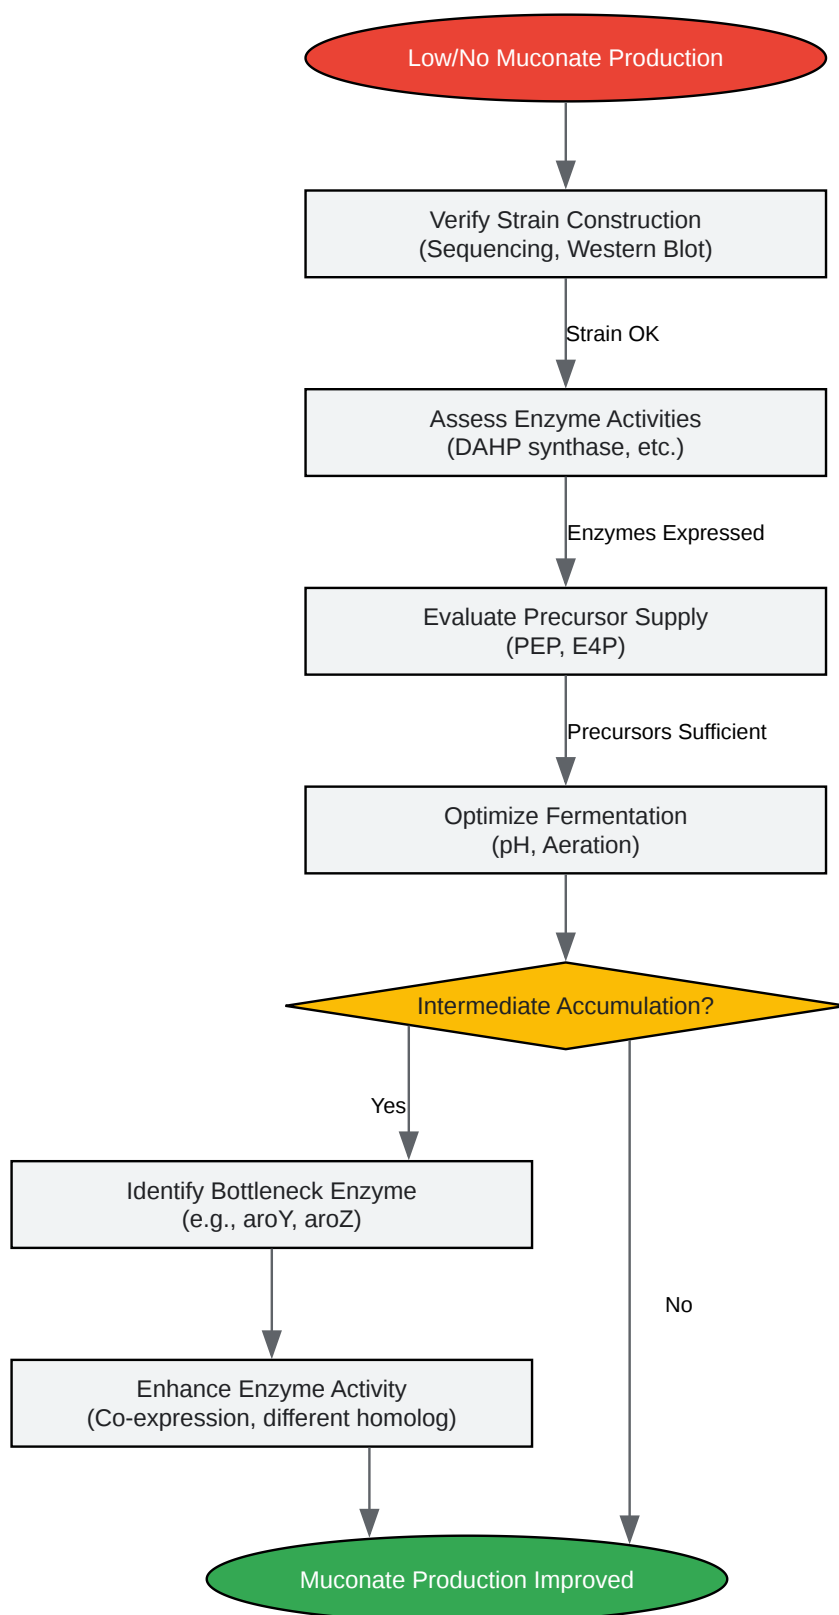 Low/No Muconate Production
Verify Strain Construction
(Sequencing, Western Blot)
Strain OK
Assess Enzyme Activities
(DAHP synthase, etc.)
Enzymes Expressed
Evaluate Precursor Supply
(PEP, E4P)
Precursors Sufficient
Optimize Fermentation
(pH, Aeration)
Intermediate Accumulation?
Yes
Identify Bottleneck Enzyme
(e.g., aroY, aroZ)
No
Enhance Enzyme Activity
(Co-expression, different homolog)
Muconate Production Improved